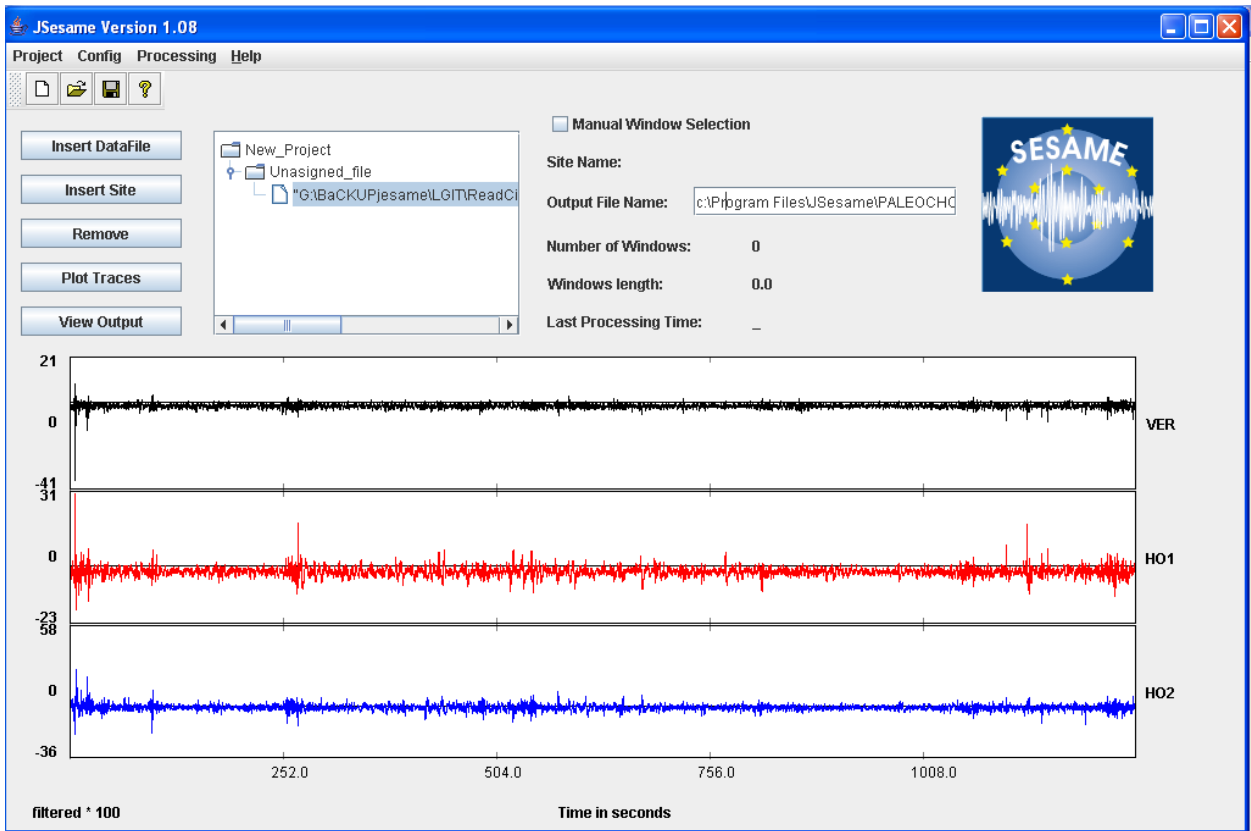 JSesame Version 1.08
Project Config Processing Help
Insert DataFile
Insert Site
Remove
Plot Traces
View Output
New_Project
Unasigned_file
"G:\BaCKUPjesame\LGIT\ReadCi
Manual Window Selection
Site Name:
Output File Name: c:\Program Files\JSesame\PALEOCHO
Number of Windows: 0
Windows length: 0.0
Last Processing Time: _
SESAME
21
0
-41
VER
31
0
-23
HO1
58
0
-36
HO2
252.0 504.0 756.0 1008.0
filtered * 100 Time in seconds